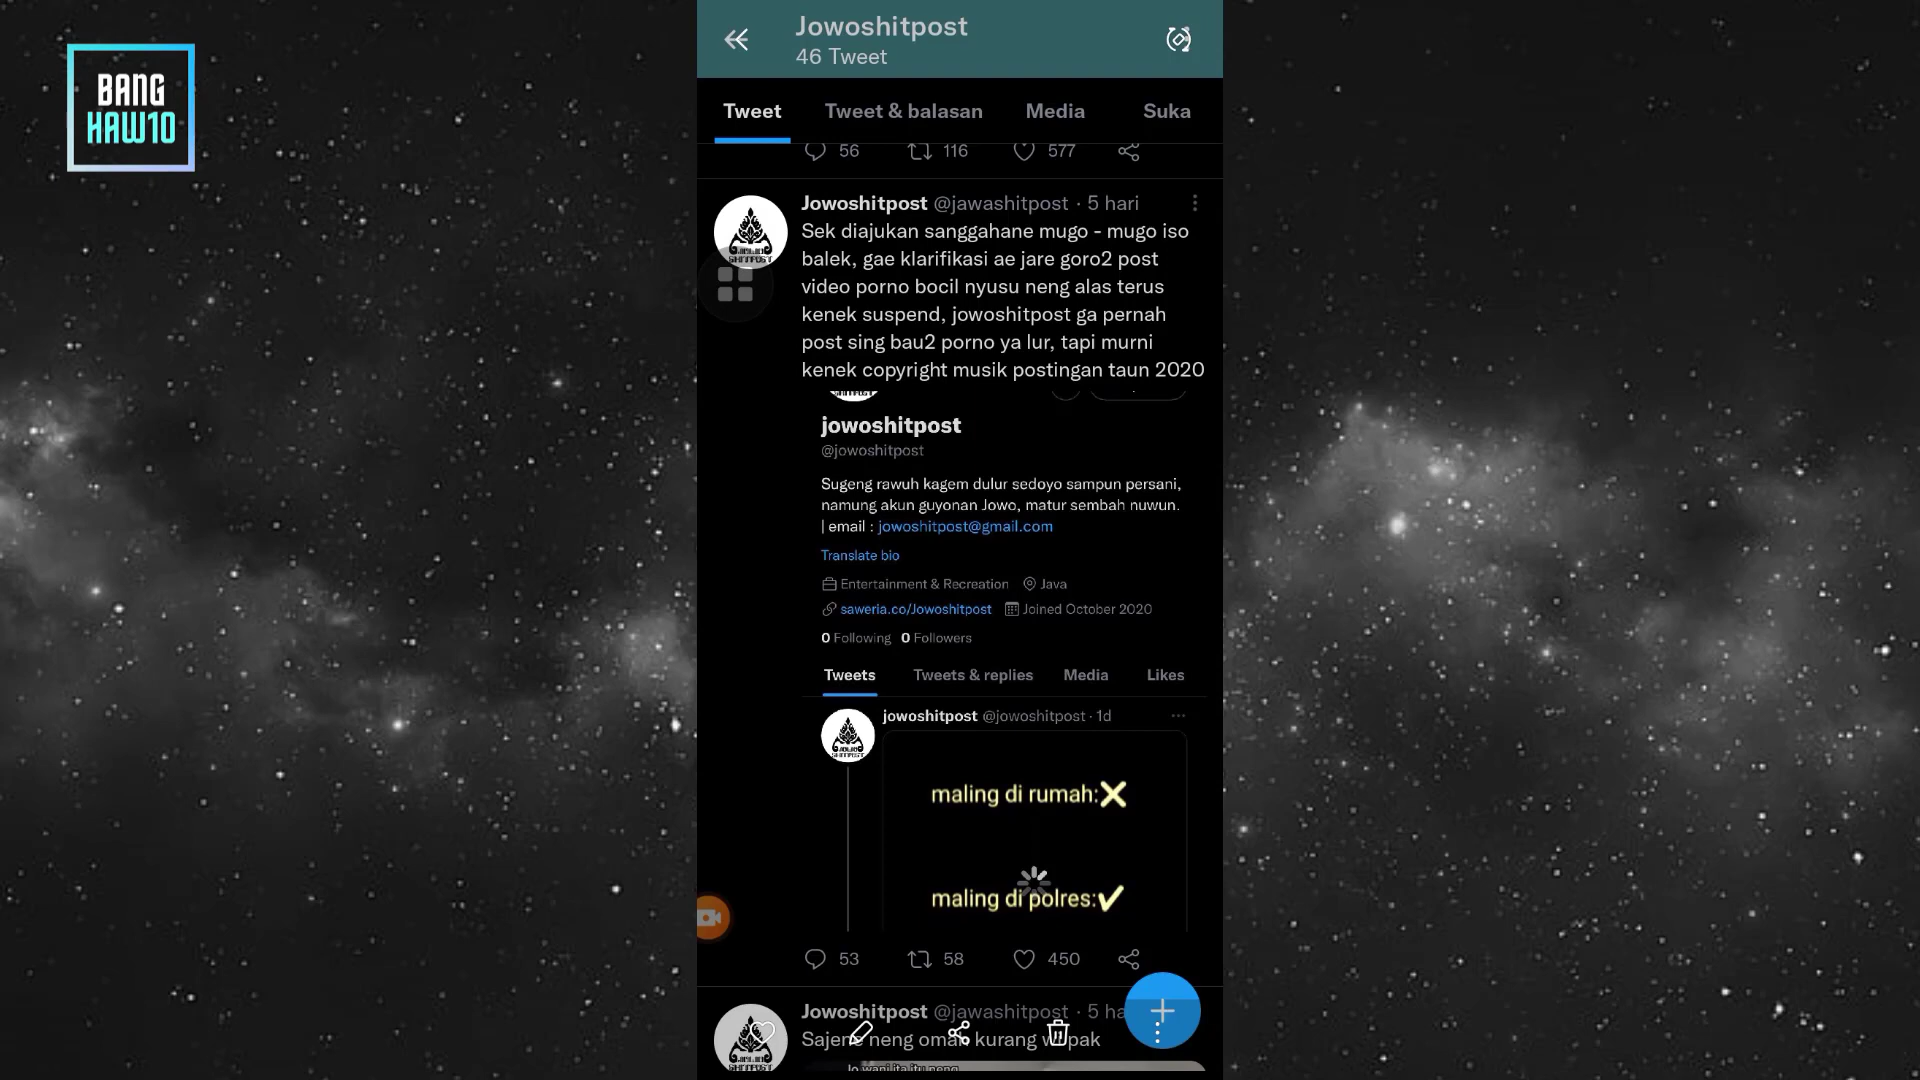 BANG
HAW10
Jowoshitpost
46 Tweet
Tweet Tweet & balasan Media Suka
56 116 577
Jowoshitpost @jawashitpost · 5 hari
Sek diajukan sanggahane mugo - mugo iso
balek, gae klarifikasi ae jare goro2 post
video porno bocil nyusu neng alas terus
kenek suspend, jowoshitpost ga pernah
post sing bau2 porno ya lur, tapi murni
kenek copyright musik postingan taun 2020
jowoshitpost
@jowoshitpost
Sugeng rawuh kagem dulur sedoyo sampun persani,
namung akun guyonan Jowo, matur sembah nuwun.
| email : jowoshitpost@gmail.com
Translate bio
Entertainment & Recreation Java
saweria.co/Jowoshitpost Joined October 2020
0 Following 0 Followers
Tweets Tweets & replies Media Likes
jowoshitpost @jowoshitpost · 1d
maling di rumah:
maling di polres:
53 58 450
Jowoshitpost @jawashitpost · 5
Sajene neng omah kurang